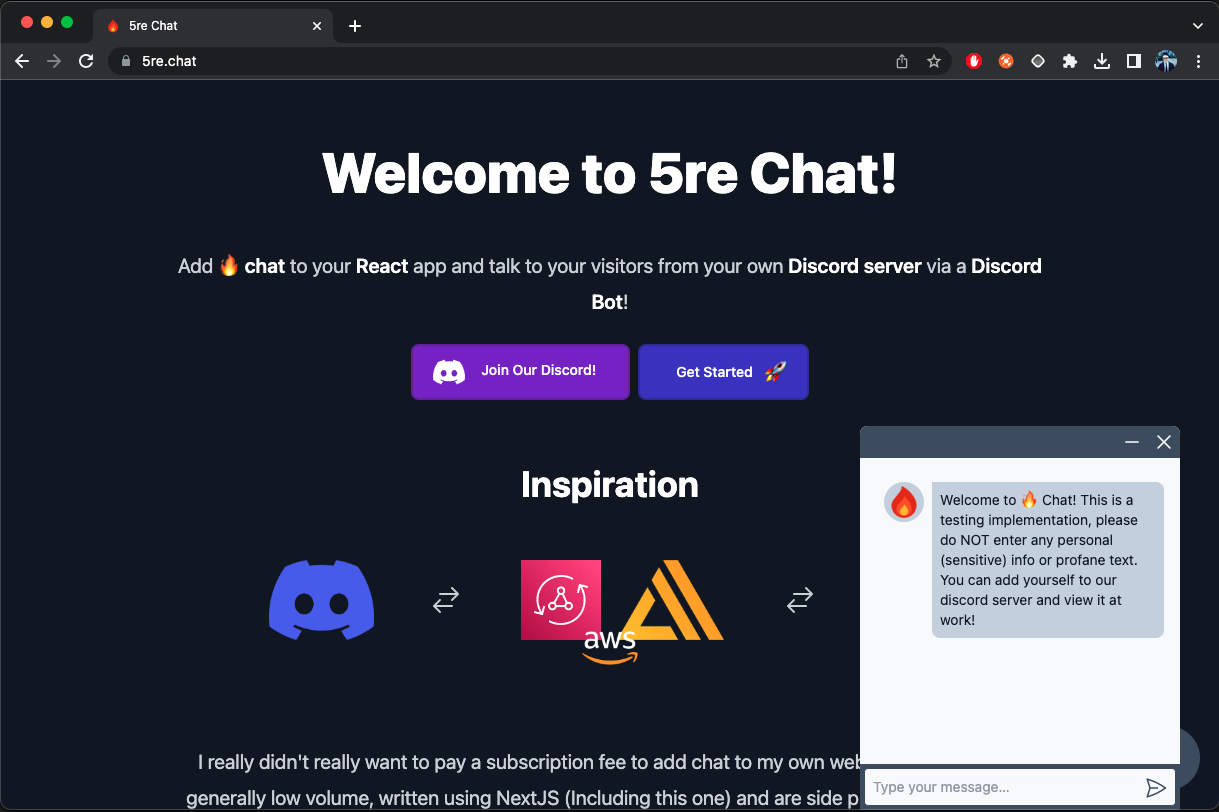 5re Chat
5re.chat
Welcome to 5re Chat!
Add 🔥 chat to your React app and talk to your visitors from your own Discord server via a Discord
Bot!
Join Our Discord!
Get Started 🚀
Inspiration
aws
I really didn't really want to pay a subscription fee to add chat to my own
generally low volume, written using NextJS (Including this one) and are side
Welcome to 🔥 Chat! This is a
testing implementation, please
do NOT enter any personal
(sensitive) info or profane text.
You can add yourself to our
discord server and view it at
work!
Type your message...